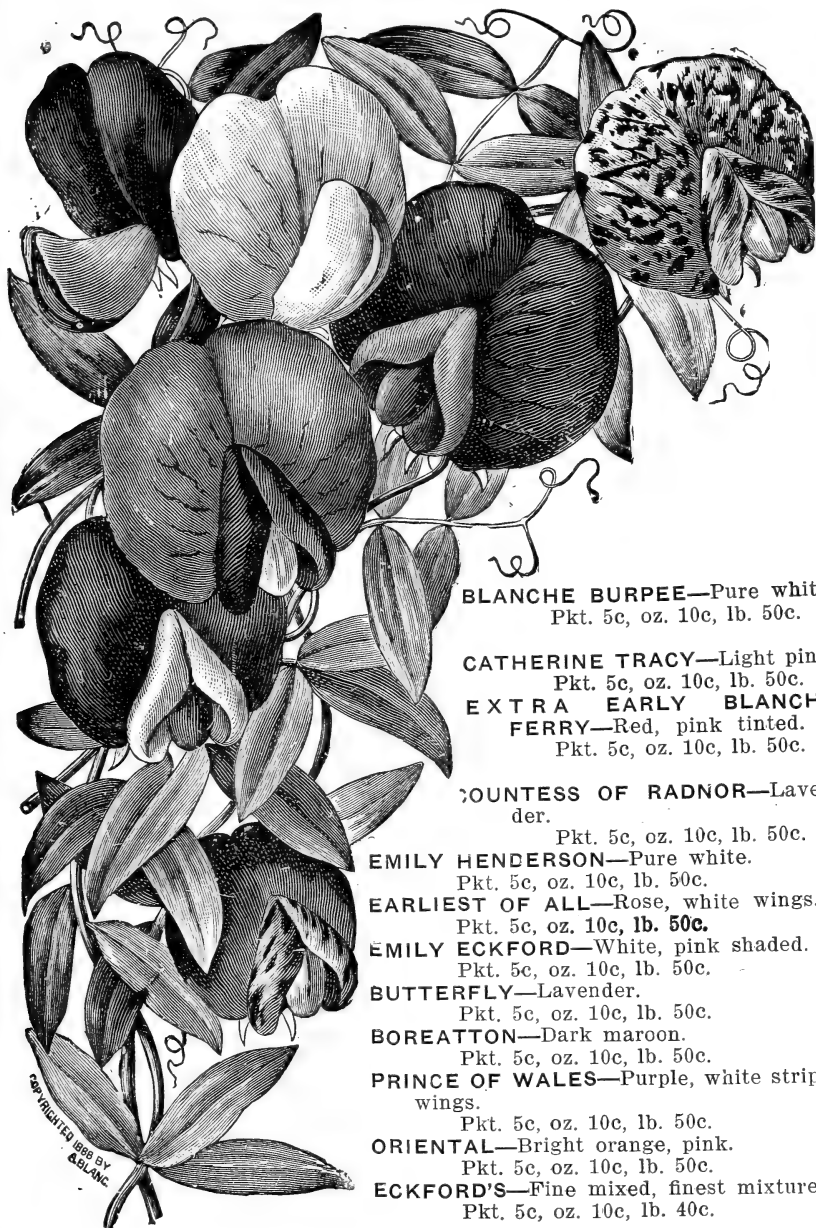 BLANCHE BURPEE—Pure whit
Pkt. 5c, oz. 10c, lb. 50c.
CATHERINE TRACY—Light pin
Pkt. 5c, oz. 10c, lb. 50c.
EXTRA EARLY BLANCH
FERRY—Red, pink tinted.
Pkt. 5c, oz. 10c, lb. 50c.
COUNTESS OF RADNOR—Lave
der.
Pkt. 5c, oz. 10c, lb. 50c.
EMILY HENDERSON—Pure white.
Pkt. 5c, oz. 10c, lb. 50c.
EARLIEST OF ALL—Rose, white wings.
Pkt. 5c, oz. 10c, lb. 50c.
EMILY ECKFORD—White, pink shaded.
Pkt. 5c, oz. 10c, lb. 50c.
BUTTERFLY—Lavender.
Pkt. 5c, oz. 10c, lb. 50c.
BOREATTON—Dark maroon.
Pkt. 5c, oz. 10c, lb. 50c.
PRINCE OF WALES—Purple, white strip
wings.
Pkt. 5c, oz. 10c, lb. 50c.
ORIENTAL—Bright orange, pink.
Pkt. 5c, oz. 10c, lb. 50c.
ECKFORD'S—Fine mixed, finest mixture
Pkt. 5c, oz. 10c, lb. 40c.
COPYRIGHTED 1888 BY
A. BLANC